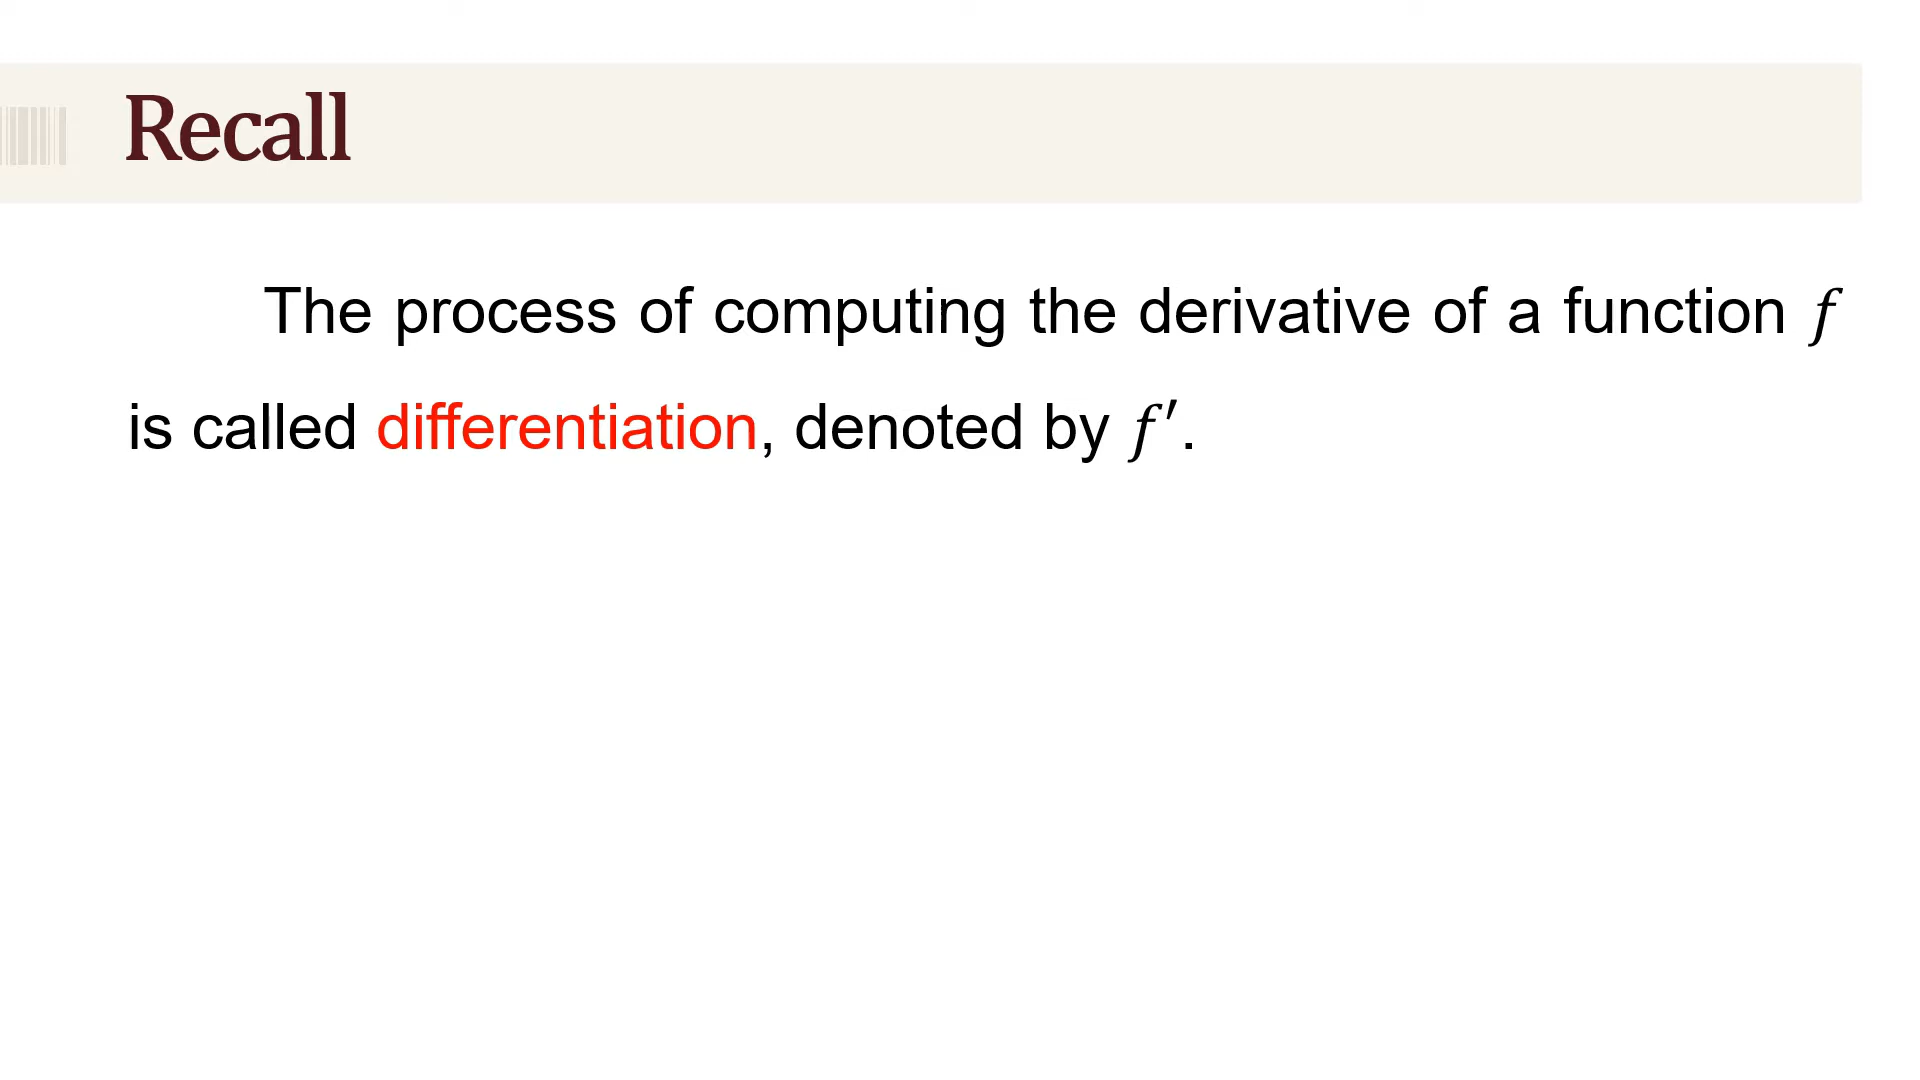 Recall
The process of computing the derivative of a function 𝑓
is called differentiation, denoted by 𝑓′.